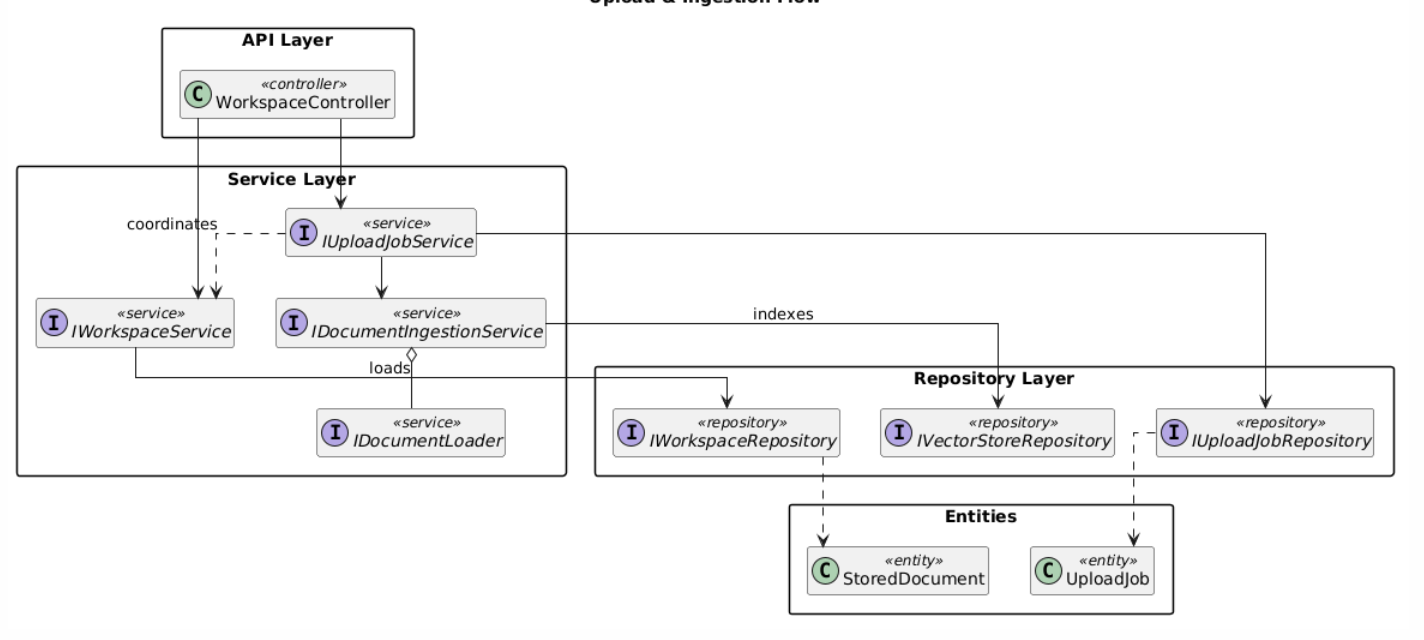 Upload & Ingestion Flow
API Layer
«controller»
C
WorkspaceController
Service Layer
coordinates
«service»
I
IUploadJobService
«service»
I
IWorkspaceService
«service»
I
IDocumentIngestionService
indexes
loads
«service»
I
IDocumentLoader
Repository Layer
«repository»
I
IWorkspaceRepository
«repository»
I
IVectorStoreRepository
«repository»
I
IUploadJobRepository
Entities
«entity»
C
StoredDocument
«entity»
C
UploadJob